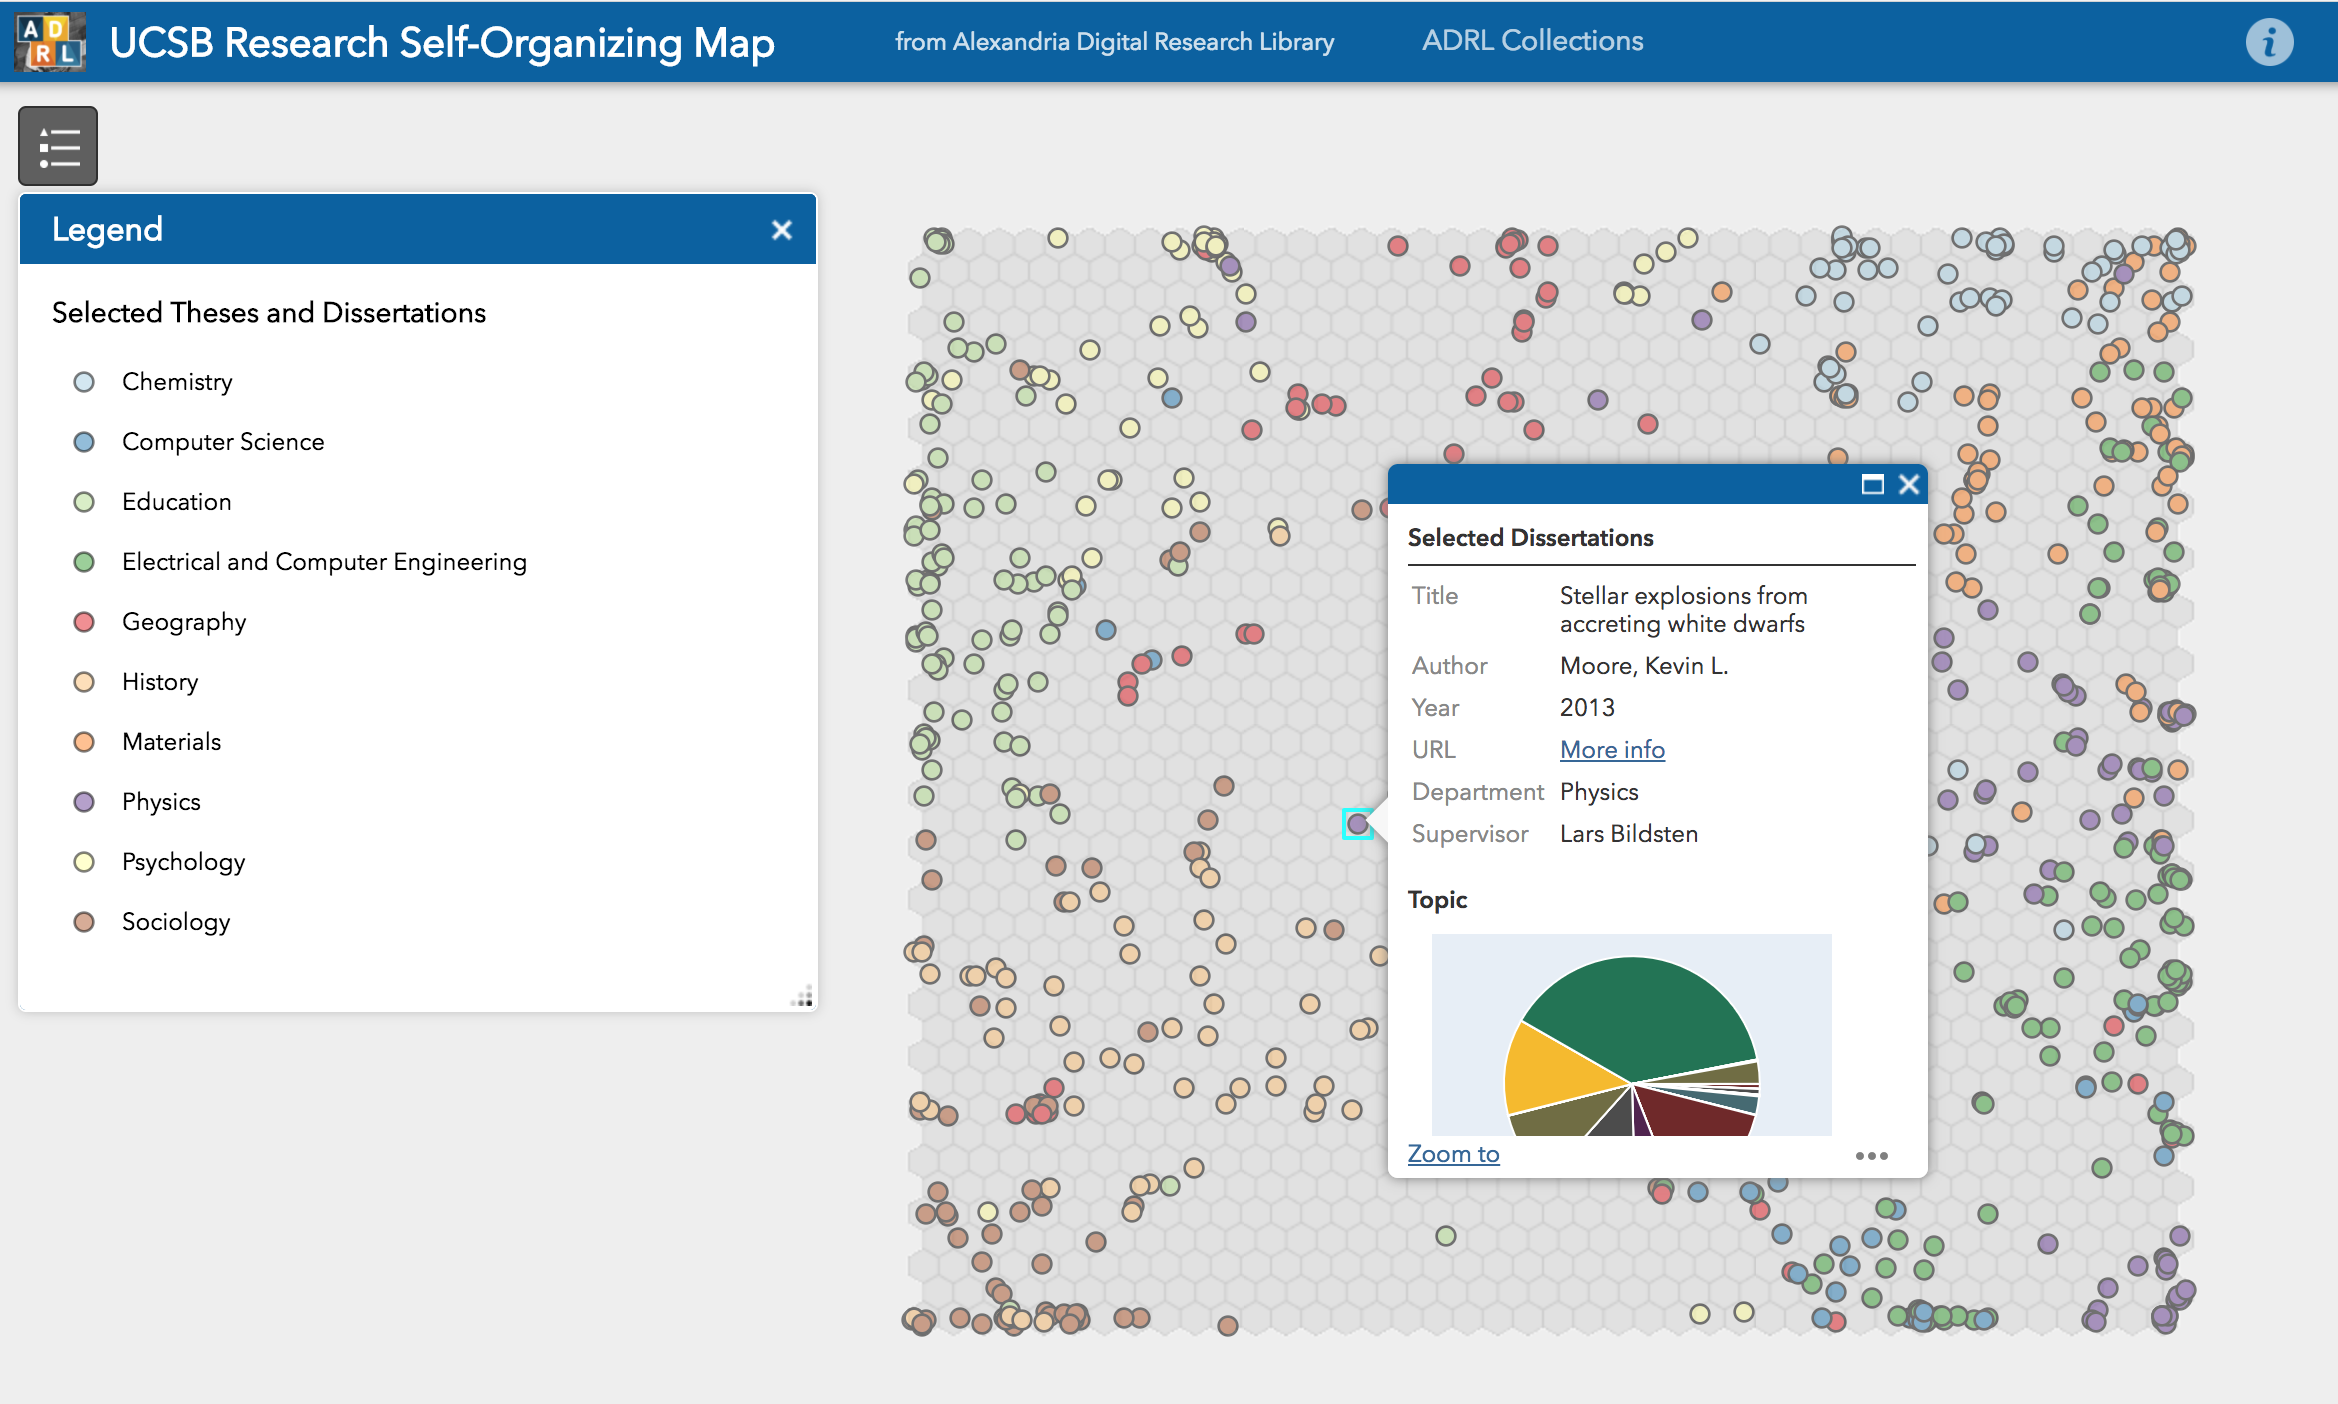 A D R L
UCSB Research Self-Organizing Map
from Alexandria Digital Research Library
ADRL Collections
i
Legend
Selected Theses and Dissertations
Chemistry
Computer Science
Education
Electrical and Computer Engineering
Geography
History
Materials
Physics
Psychology
Sociology
Selected Dissertations
Title Stellar explosions from
accreting white dwarfs
Author Moore, Kevin L.
Year 2013
URL More info
Department Physics
Supervisor Lars Bildsten
Topic
Zoom to